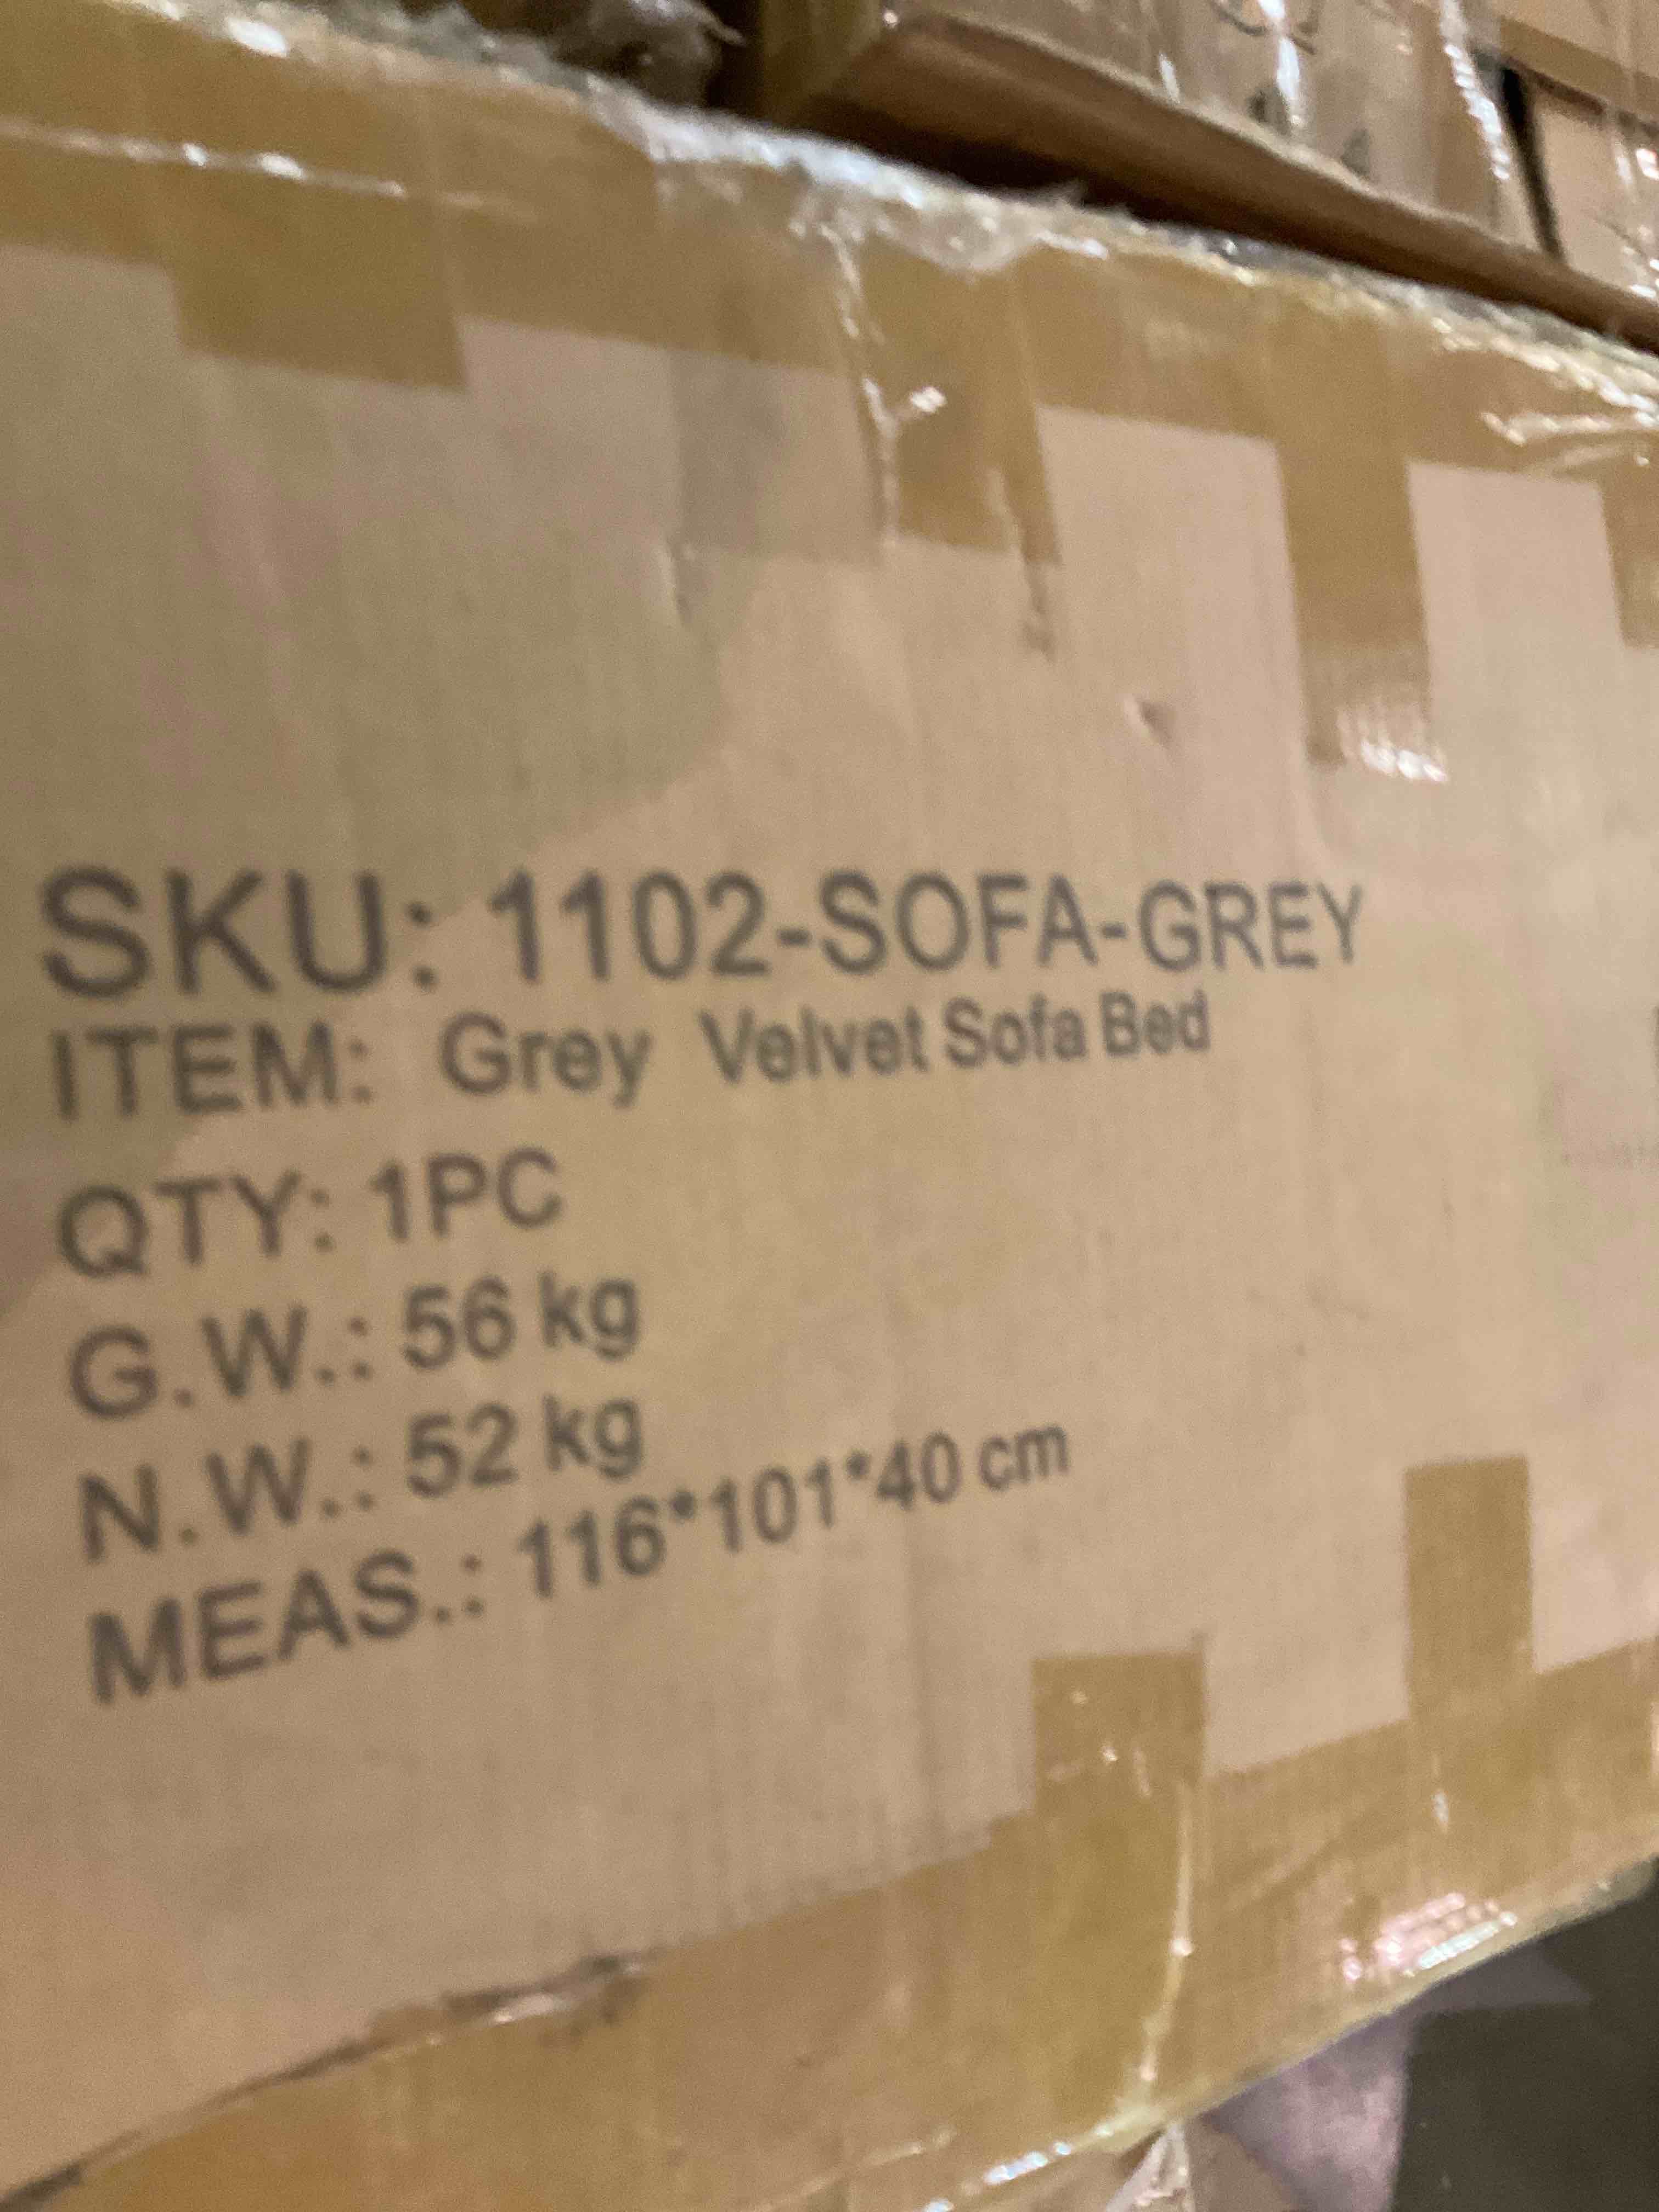 SKU: 1102-SOFA-GREY
ITEM: Grey Velvet Sofa Bed
QTY: 1PC
G.W.: 56 kg
N.W.: 52 kg
MEAS.: 116*101*40 cm